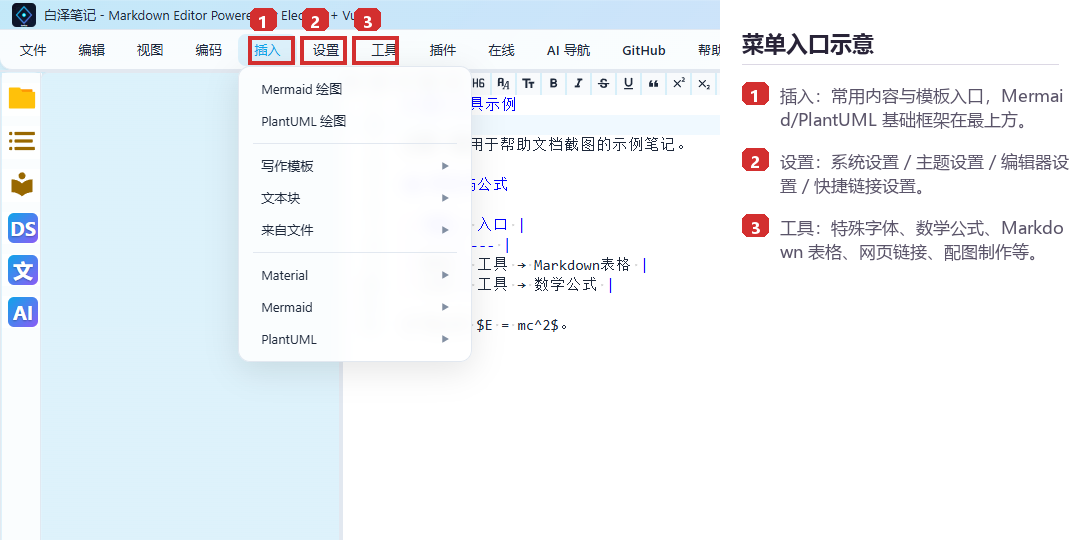 白泽笔记 - Markdown Editor Powere
Elec
+ Vu
1
2
3
文件 编辑 视图 编码 插入 设置 工具 插件 在线 AI 导航 GitHub 帮助
Mermaid 绘图
PlantUML 绘图
写作模板
文本块
来自文件
Material
Mermaid
PlantUML
DS
文
AI
H6 Tт B I S U “ x² x₂
具示例
用于帮助文档截图的示例笔记。
与公式
入口 |
--- |
工具 → Markdown表格 |
工具 → 数学公式 |
$E = mc^2$。
菜单入口示意
1 插入：常用内容与模板入口，Mermai
d/PlantUML 基础框架在最上方。
2 设置：系统设置 / 主题设置 / 编辑器设
置 / 快捷链接设置。
3 工具：特殊字体、数学公式、Markdo
wn 表格、网页链接、配图制作等。